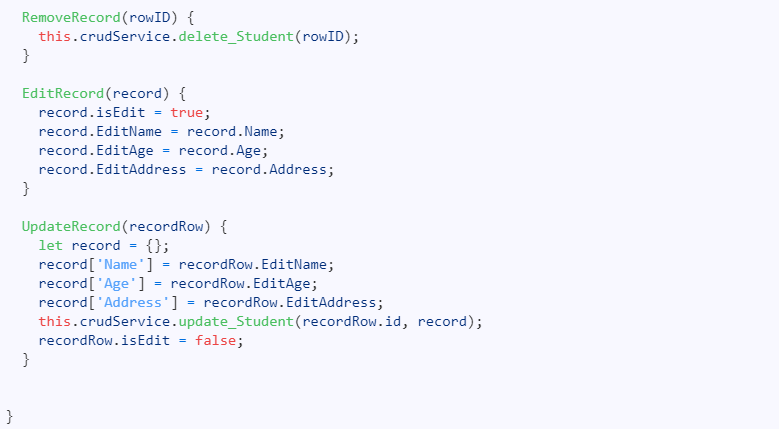 RemoveRecord(rowID) {
this.crudService.delete_Student(rowID);
}
EditRecord(record) {
record.isEdit = true;
record.EditName = record.Name;
record.EditAge = record.Age;
record.EditAddress = record.Address;
}
UpdateRecord(recordRow) {
let record = {};
record['Name'] = recordRow.EditName;
record['Age'] = recordRow.EditAge;
record['Address'] = recordRow.EditAddress;
this.crudService.update_Student(recordRow.id, record);
recordRow.isEdit = false;
}
}